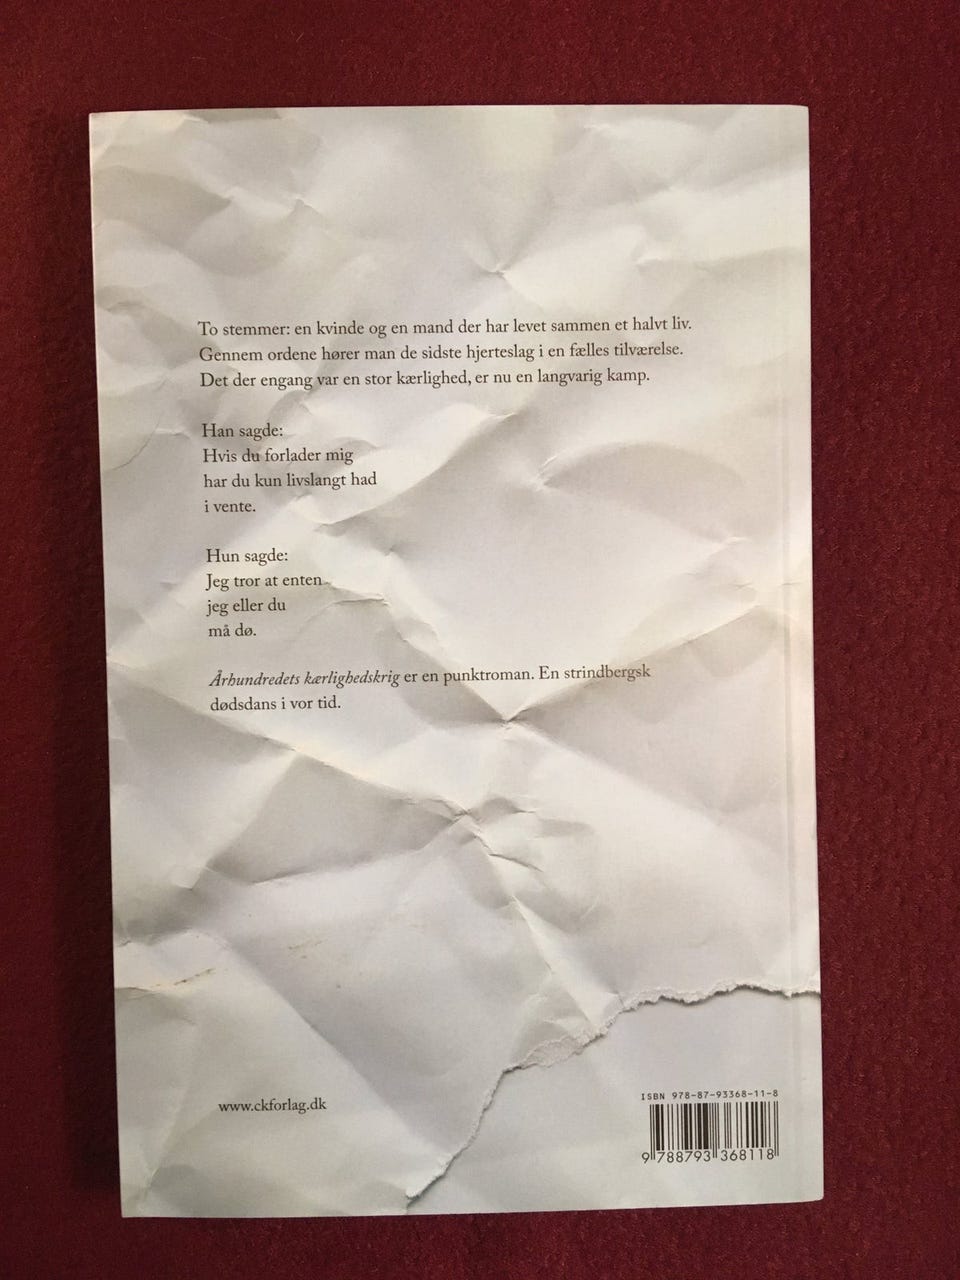 To stemmer: en kvinde og en mand der har levet sammen et halvt liv.
Gennem ordene hører man de sidste hjerteslag i en fælles tilværelse.
Det der engang var en stor kærlighed, er nu en langvarig kamp.
Han sagde:
Hvis du forlader mig
har du kun livslangt had
i vente.
Hun sagde:
Jeg tror at enten
jeg eller du
må dø.
Århundredets kærlighedskrig er en punktroman. En strindbergsk
dødsdans i vor tid.
www.ckforlag.dk
ISBN 978-87-93368-11-8
9 788793 368118